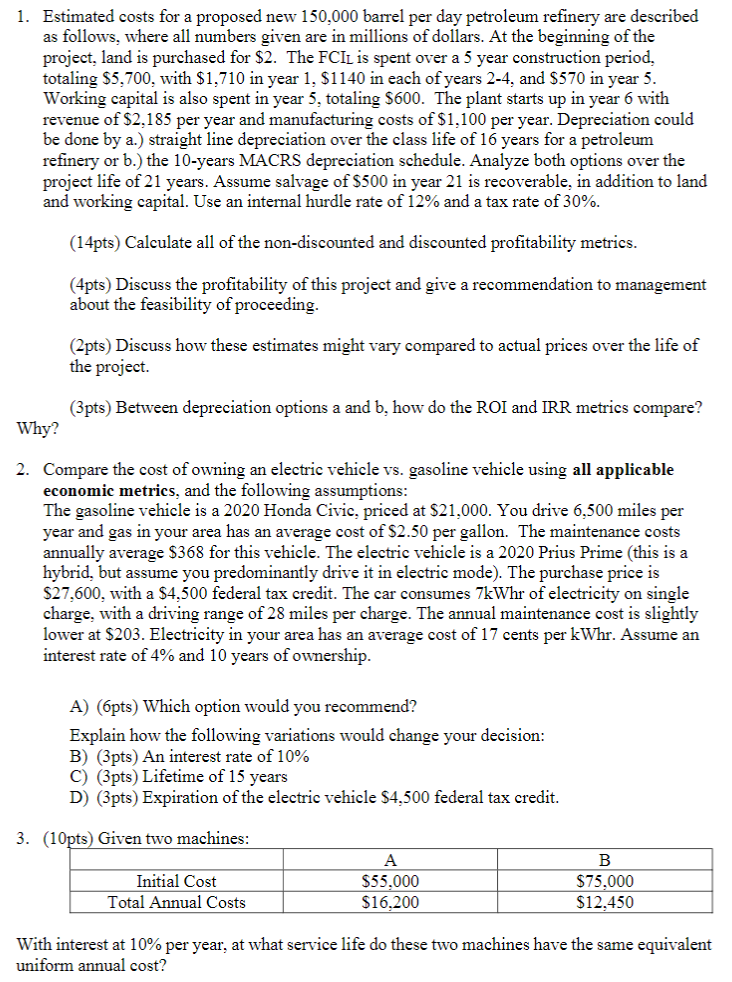 1. Estimated costs for a proposed new 150,000 barrel per day petroleum refinery are described
as follows, where all numbers given are in millions of dollars. At the beginning of the
project, land is purchased for $2. The FCIL is spent over a 5 year construction period,
totaling $5,700, with $1,710 in year 1, $1140 in each of years 2-4, and $570 in year 5.
Working capital is also spent in year 5, totaling $600. The plant starts up in year 6 with
revenue of $2,185 per year and manufacturing costs of $1,100 per year. Depreciation could
be done by a.) straight line depreciation over the class life of 16 years for a petroleum
refinery or b.) the 10-years MACRS depreciation schedule. Analyze both options over the
project life of 21 years. Assume salvage of $500 in year 21 is recoverable, in addition to land
and working capital. Use an internal hurdle rate of 12% and a tax rate of 30%.
(14pts) Calculate all of the non-discounted and discounted profitability metrics.
(4pts) Discuss the profitability of this project and give a recommendation to management
about the feasibility of proceeding.
(2pts) Discuss how these estimates might vary compared to actual prices over the life of
the project.
(3pts) Between depreciation options a and b, how do the ROI and IRR metrics compare?
Why?
2. Compare the cost of owning an electric vehicle vs. gasoline vehicle using all applicable
economic metrics, and the following assumptions:
The gasoline vehicle is a 2020 Honda Civic, priced at $21,000. You drive 6,500 miles per
year and gas in your area has an average cost of $2.50 per gallon. The maintenance costs
annually average $368 for this vehicle. The electric vehicle is a 2020 Prius Prime (this is a
hybrid, but assume you predominantly drive it in electric mode). The purchase price is
$27,600, with a $4,500 federal tax credit. The car consumes 7kWhr of electricity on single
charge, with a driving range of 28 miles per charge. The annual maintenance cost is slightly
lower at $203. Electricity in your area has an average cost of 17 cents per kWhr. Assume an
interest rate of 4% and 10 years of ownership.
A) (6pts) Which option would you recommend?
Explain how the following variations would change your decision:
B) (3pts) An interest rate of 10%
C) (3pts) Lifetime of 15 years
D) (3pts) Expiration of the electric vehicle $4,500 federal tax credit.
3. (10pts) Given two machines:
A B
Initial Cost $55,000 $75,000
Total Annual Costs $16,200 $12,450
With interest at 10% per year, at what service life do these two machines have the same equivalent
uniform annual cost?